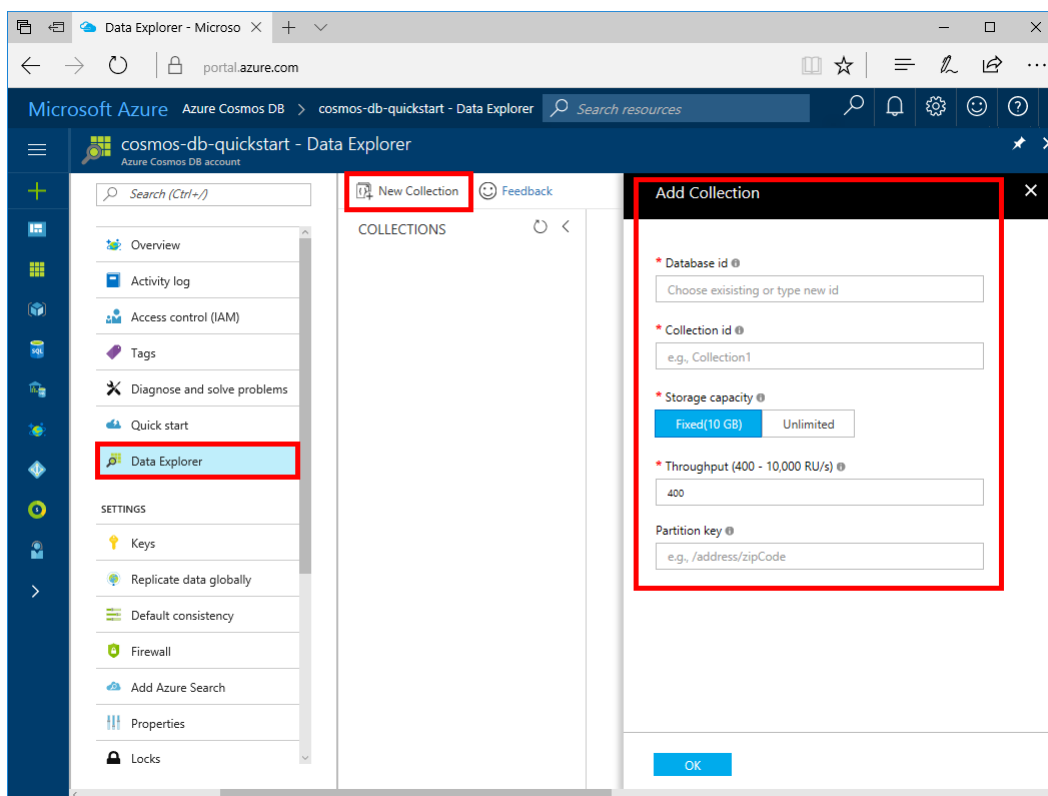 Data Explorer - Microso
portal.azure.com
Microsoft Azure Azure Cosmos DB > cosmos-db-quickstart - Data Explorer Search resources
cosmos-db-quickstart - Data Explorer
Azure Cosmos DB account
Search (Ctrl+/)
Overview
Activity log
Access control (IAM)
Tags
Diagnose and solve problems
Quick start
Data Explorer
SETTINGS
Keys
Replicate data globally
Default consistency
Firewall
Add Azure Search
Properties
Locks
New Collection Feedback
COLLECTIONS
Add Collection
* Database id
Choose exisisting or type new id
* Collection id
e.g., Collection1
* Storage capacity
Fixed(10 GB) Unlimited
* Throughput (400 - 10,000 RU/s)
400
Partition key
e.g., /address/zipCode
OK